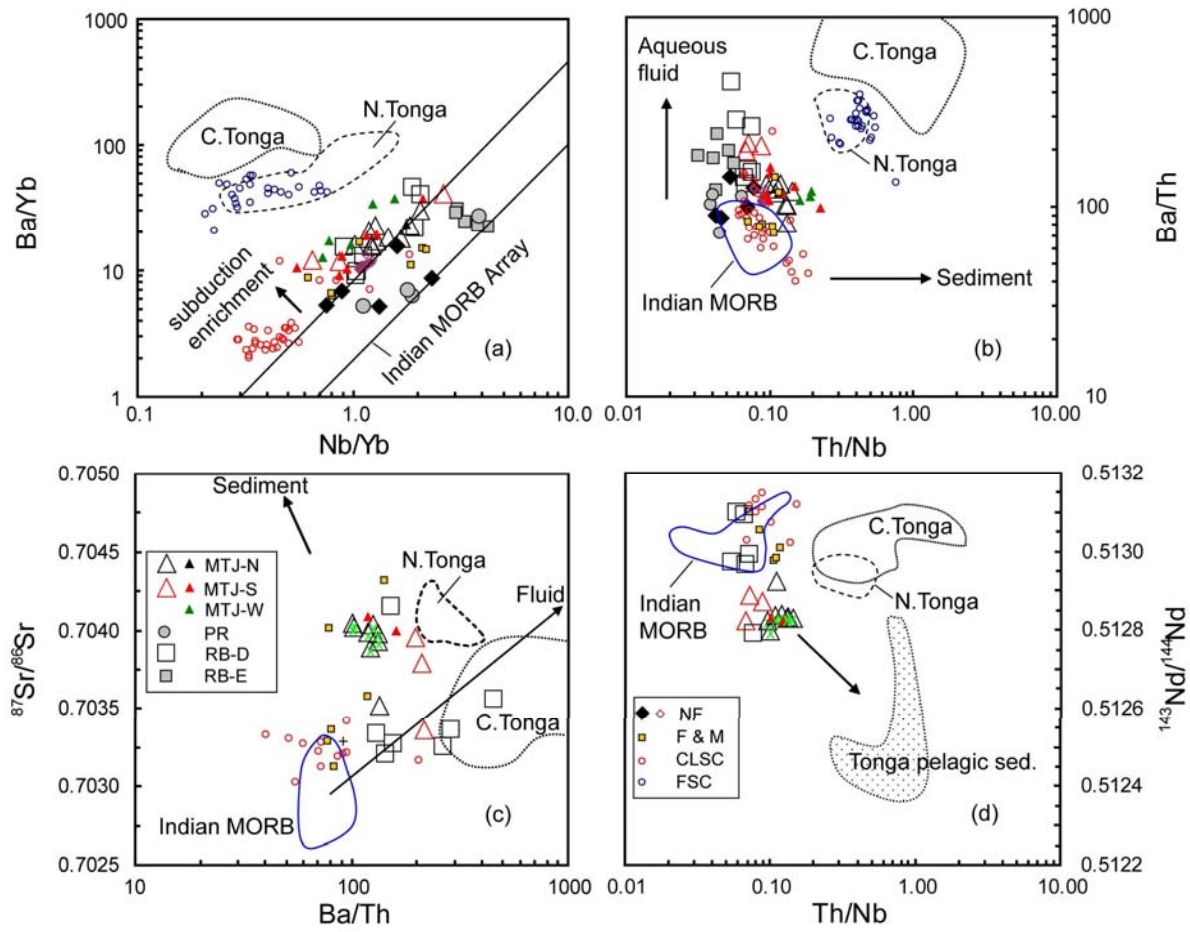 1000
100
10
1
Ba/Yb
C.Tonga
N.Tonga
subduction
enrichment
Indian MORB Array
(a)
0.1
1.0
10.0
Nb/Yb
Aqueous
fluid
C.Tonga
N.Tonga
Indian MORB
Sediment
(b)
1000
100
10
Ba/Th
0.01
0.10
1.00
10.00
Th/Nb
0.7050
0.7045
0.7040
0.7035
0.7030
0.7025
87Sr/86Sr
Sediment
MTJ-N
MTJ-S
MTJ-W
PR
RB-D
RB-E
N.Tonga
Fluid
C.Tonga
Indian MORB
(c)
10
100
1000
Ba/Th
C.Tonga
N.Tonga
Indian
MORB
NF
F & M
CLSC
FSC
Tonga pelagic sed.
(d)
0.5132
0.5130
0.5128
0.5126
0.5124
0.5122
143Nd/144Nd
0.01
0.10
1.00
10.00
Th/Nb